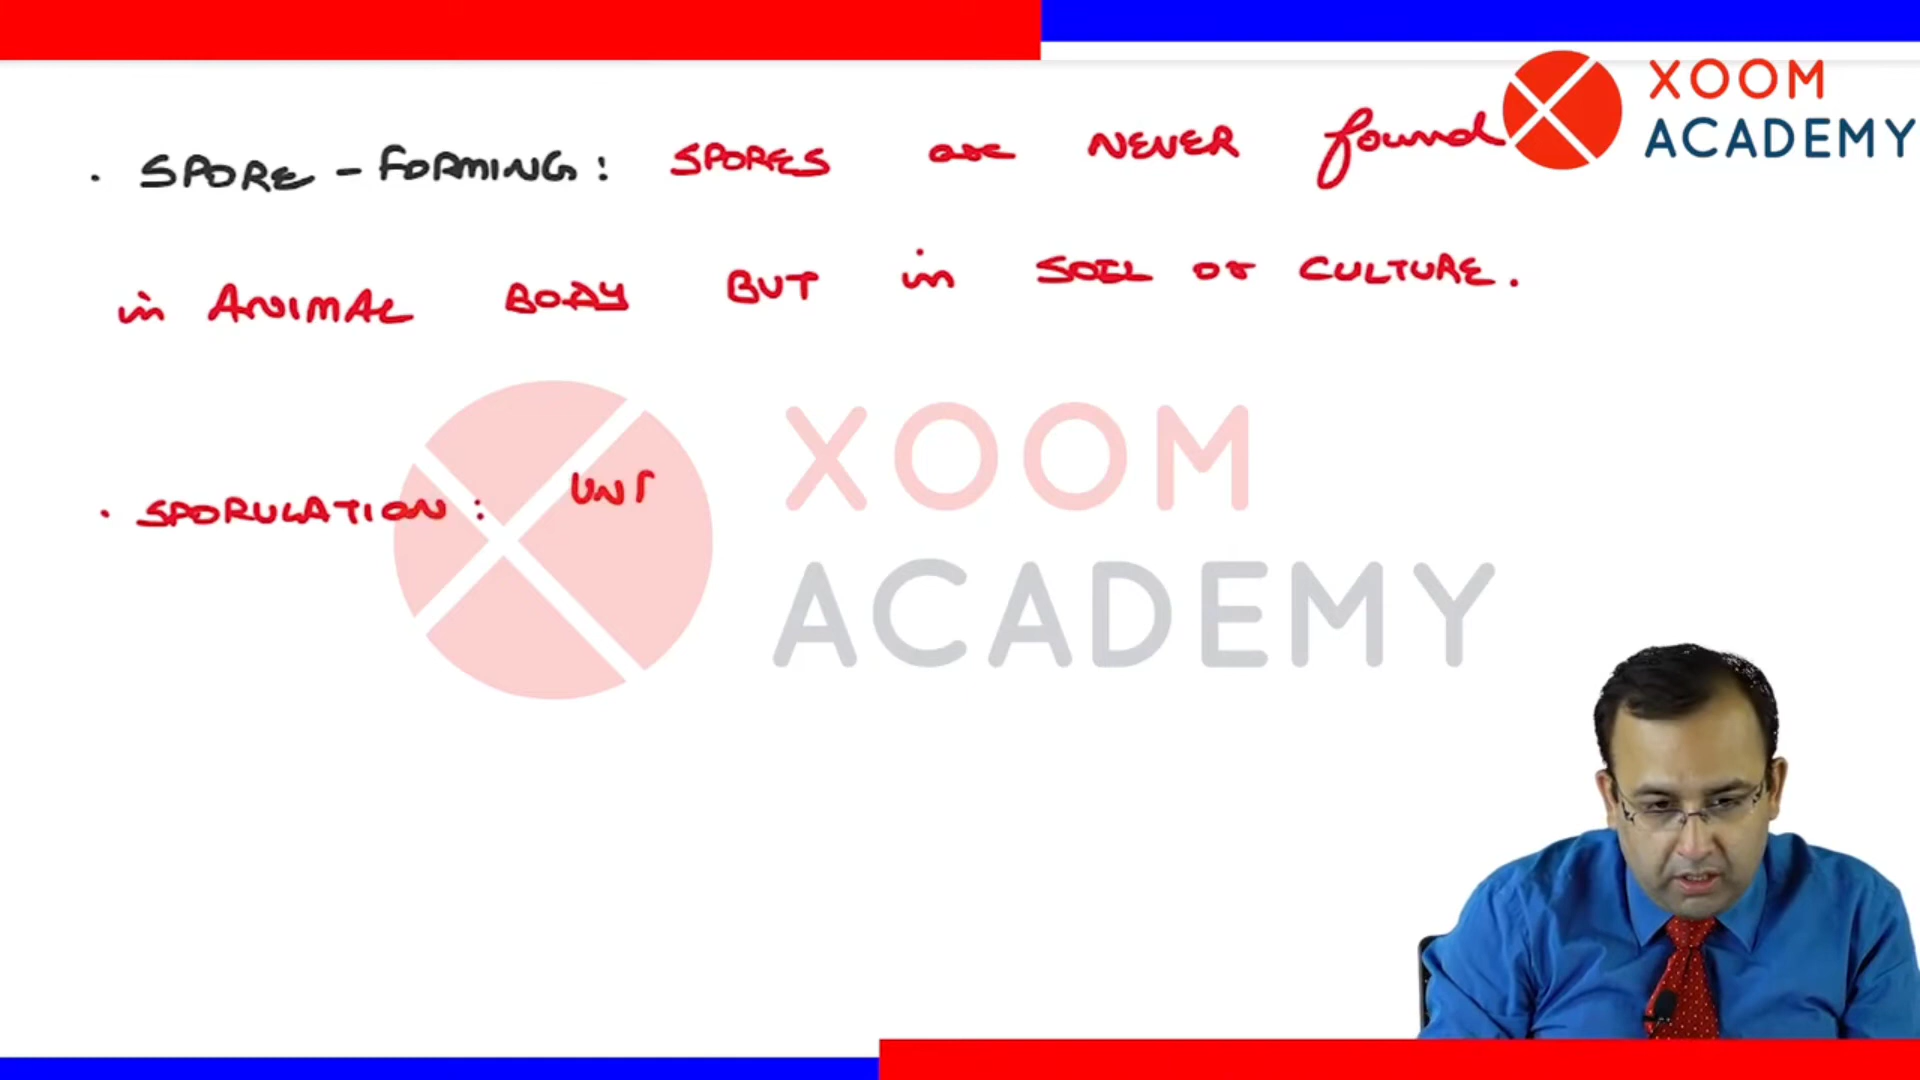 XOOM
ACADEMY
. SPORE - FORMING: SPORES are NEVER found
in ANIMAL BODY BUT in SOIL or CULTURE.
. SPORULATION:
XOOM
ACADEMY